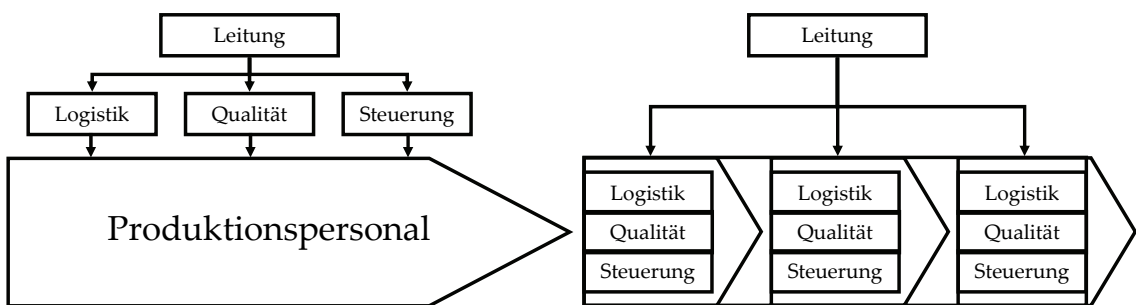 Leitung
Logistik
Qualität
Steuerung
Produktionspersonal
Leitung
Logistik
Qualität
Steuerung
Logistik
Qualität
Steuerung
Logistik
Qualität
Steuerung